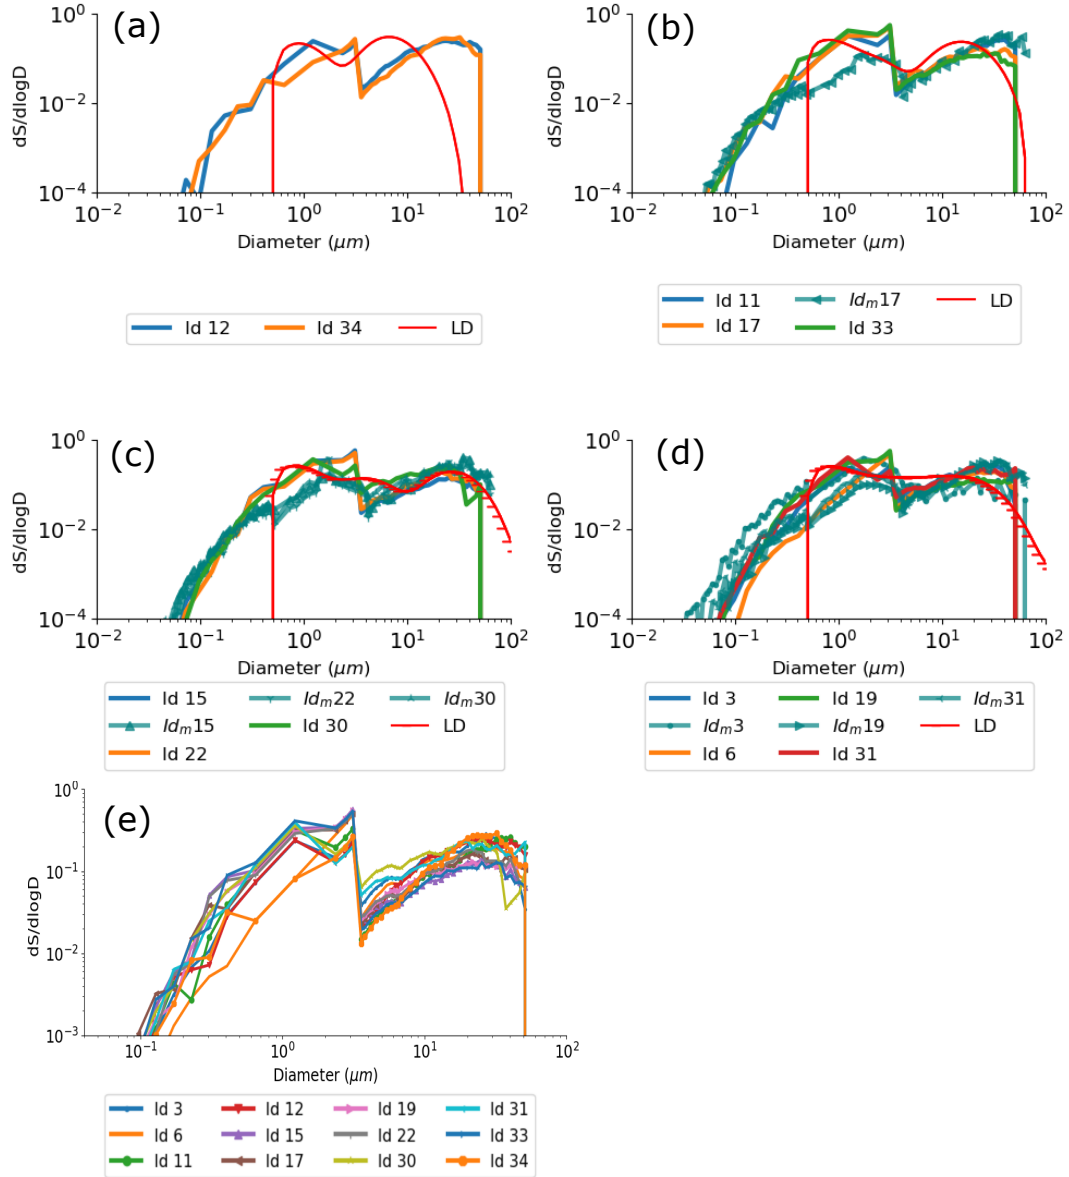 (a)
10^0
10^-2
10^-4
dS/dlogD
10^-2 10^-1 10^0 10^1 10^2
Diameter (μm)
Id 12 Id 34 LD
(b)
10^0
10^-2
10^-4
dS/dlogD
10^-2 10^-1 10^0 10^1 10^2
Diameter (μm)
Id 11 Id_m17 LD
Id 17 Id 33
(c)
10^0
10^-2
10^-4
dS/dlogD
10^-2 10^-1 10^0 10^1 10^2
Diameter (μm)
Id 15 Id_m22 Id_m30
Id_m15 Id 30 LD
Id 22
(d)
10^0
10^-2
10^-4
dS/dlogD
10^-2 10^-1 10^0 10^1 10^2
Diameter (μm)
Id 3 Id 19 Id_m31
Id_m3 Id_m19 LD
Id 6 Id 31
(e)
10^0
10^-1
10^-2
10^-3
dS/dlogD
10^-1 10^0 10^1 10^2
Diameter (μm)
Id 3 Id 12 Id 19 Id 31
Id 6 Id 15 Id 22 Id 33
Id 11 Id 17 Id 30 Id 34